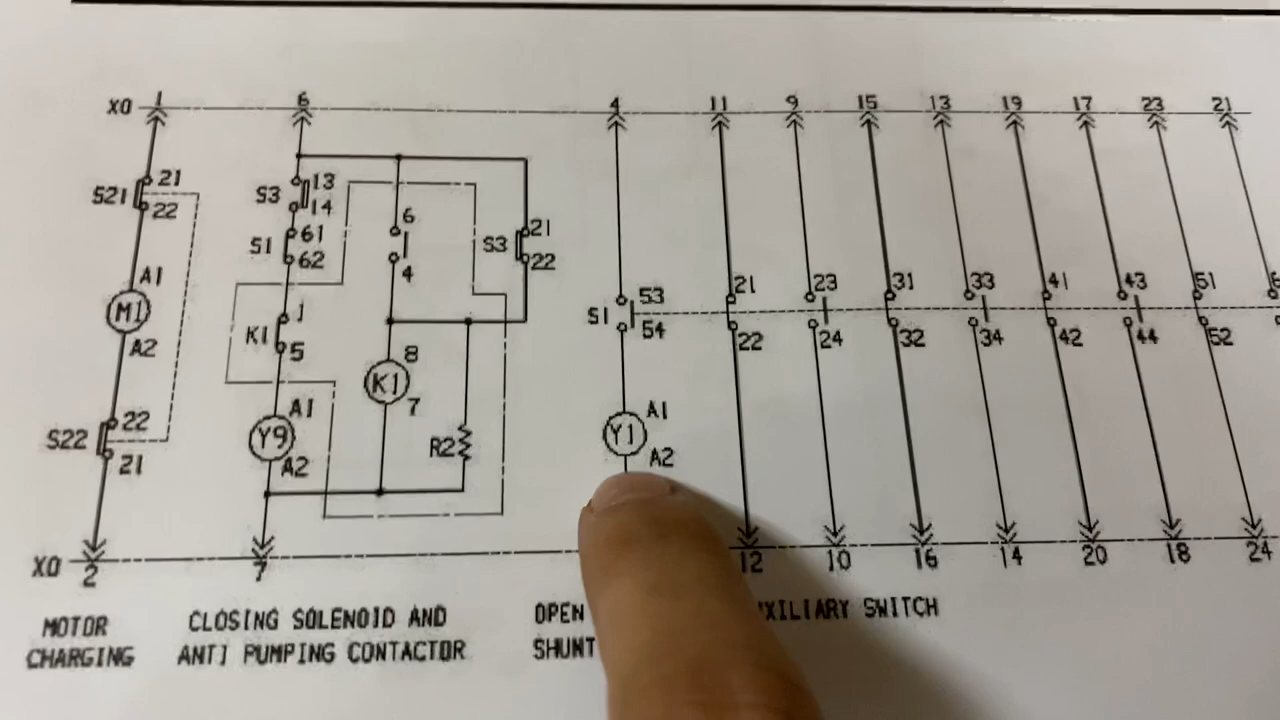 X0 1 6 4 11 9 15 13 19 17 23 21
S21 21 22
S3 13 14
S1 61 62
6 4
S3 21 22
A1
M1
A2
K1 1 5
8
K1
7
S1 53 54
21 22
23 24
31 32
33 34
41 42
43 44
51 52
A1
Y9
A2
R2
A1
Y1
A2
S22 22 21
X0 2 7 12 10 16 14 20 18 24
MOTOR
CHARGING
CLOSING SOLENOID AND
ANTI PUMPING CONTACTOR
OPEN
SHUNT
XILIARY SWITCH